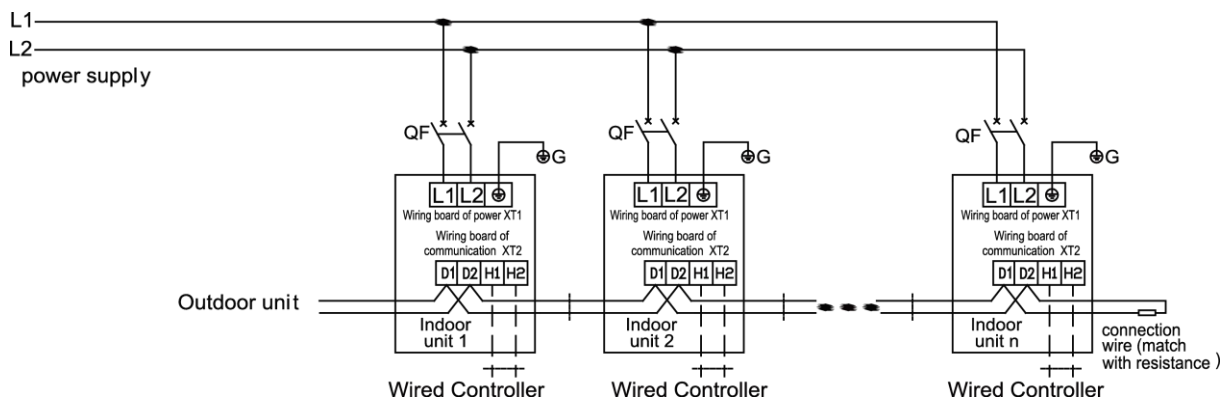 L1
L2
power supply
QF
G
QF
G
QF
G
L1 L2
L1 L2
L1 L2
Wiring board of power XT1
Wiring board of power XT1
Wiring board of power XT1
Wiring board of
communication XT2
Wiring board of
communication XT2
Wiring board of
communication XT2
D1 D2 H1 H2
D1 D2 H1 H2
D1 D2 H1 H2
Outdoor unit
Indoor
unit 1
Indoor
unit 2
Indoor
unit n
connection
wire (match
with resistance )
Wired Controller
Wired Controller
Wired Controller